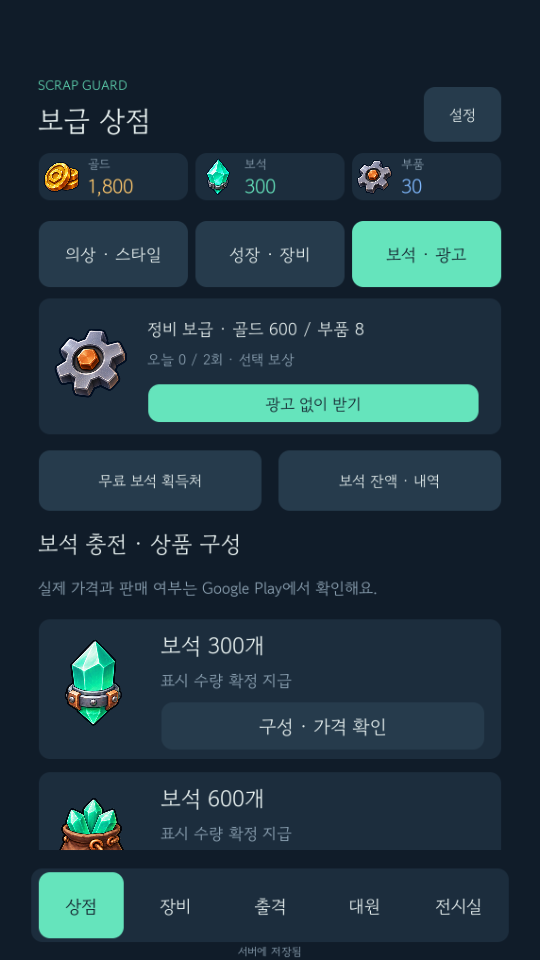 SCRAP GUARD
보급 상점
설정
골드
1,800
보석
300
부품
30
의상 · 스타일
성장 · 장비
보석 · 광고
정비 보급 · 골드 600 / 부품 8
오늘 0 / 2회 · 선택 보상
광고 없이 받기
무료 보석 획득처
보석 잔액 · 내역
보석 충전 · 상품 구성
실제 가격과 판매 여부는 Google Play에서 확인해요.
보석 300개
표시 수량 확정 지급
구성 · 가격 확인
보석 600개
표시 수량 확정 지급
상점
장비
출격
대원
전시실
서버에 저장됨